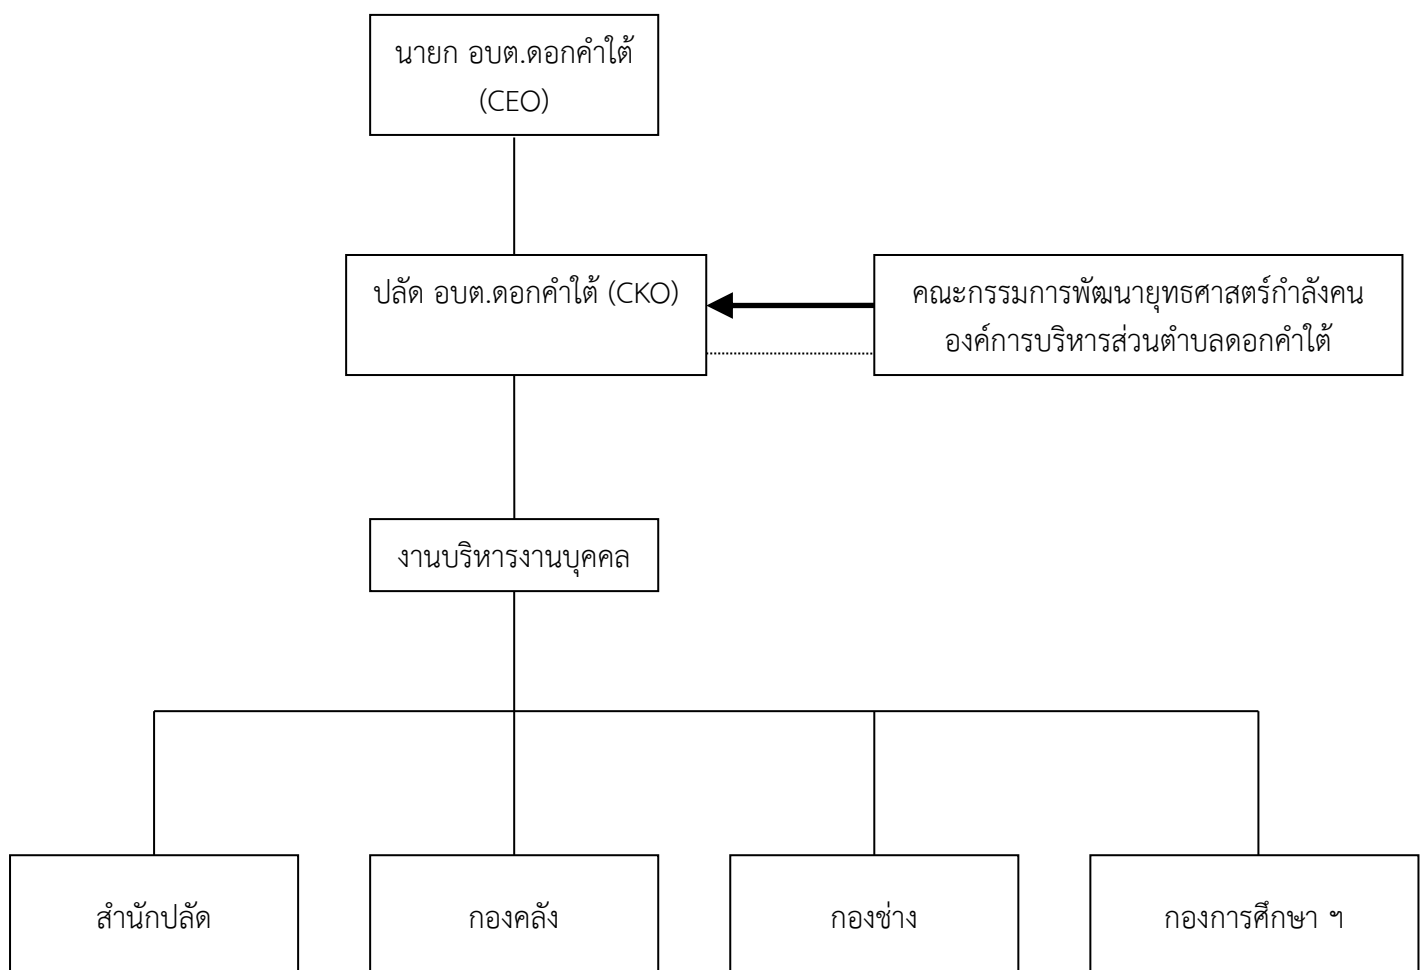 นายก อบต.ดอกคำใต้
(CEO)
ปลัด อบต.ดอกคำใต้ (CKO)
คณะกรรมการพัฒนายุทธศาสตร์กำลังคน
องค์การบริหารส่วนตำบลดอกคำใต้
งานบริหารงานบุคคล
สำนักปลัด
กองคลัง
กองช่าง
กองการศึกษา ฯ